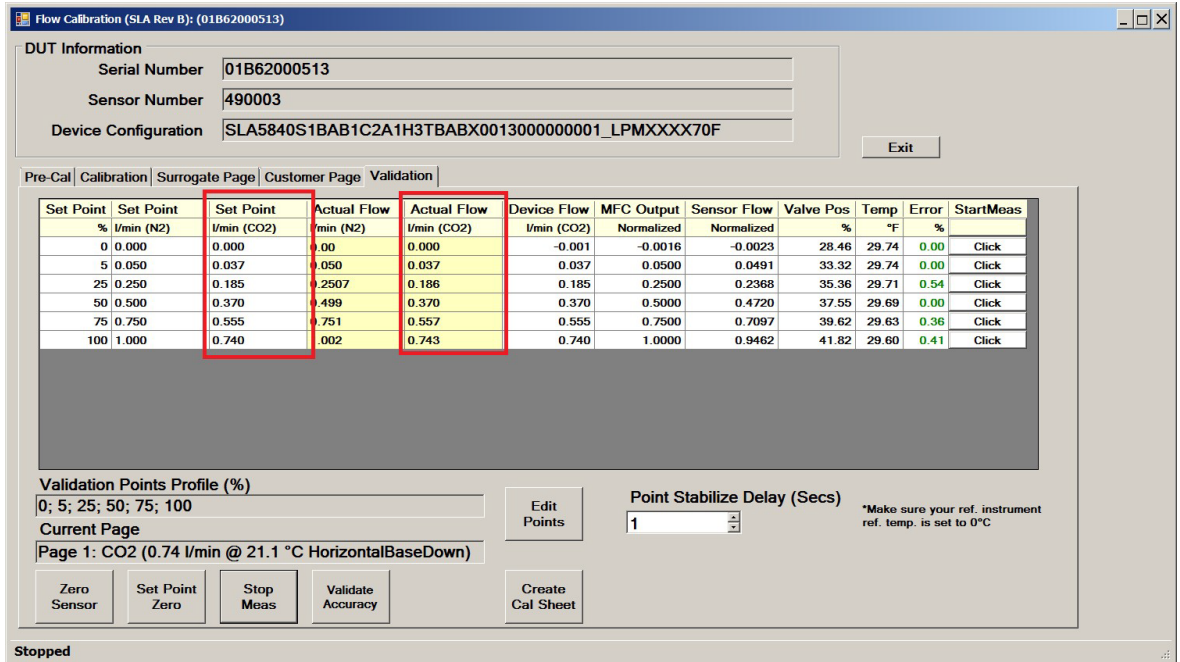 Flow Calibration (SLA Rev B): (01B62000513)
DUT Information
Serial Number 01B62000513
Sensor Number 490003
Device Configuration SLA5840S1BAB1C2A1H3TBABX0013000000001_LPMXXXX70F
Exit
Pre-Cal Calibration Surrogate Page Customer Page Validation
Set Point Set Point Set Point Actual Flow Actual Flow Device Flow MFC Output Sensor Flow Valve Pos Temp Error StartMeas
% l/min (N2) l/min (CO2) l/min (N2) l/min (CO2) l/min (CO2) Normalized Normalized % °F %
0 0.000 0.000 0.00 0.000 -0.001 -0.0016 -0.0023 28.46 29.74 0.00 Click
5 0.050 0.037 0.050 0.037 0.037 0.0500 0.0491 33.32 29.74 0.00 Click
25 0.250 0.185 0.2507 0.186 0.185 0.2500 0.2368 35.36 29.71 0.54 Click
50 0.500 0.370 0.499 0.370 0.370 0.5000 0.4720 37.55 29.69 0.00 Click
75 0.750 0.555 0.751 0.557 0.555 0.7500 0.7097 39.62 29.63 0.36 Click
100 1.000 0.740 1.002 0.743 0.740 1.0000 0.9462 41.82 29.60 0.41 Click
Validation Points Profile (%)
0; 5; 25; 50; 75; 100
Edit Points
Point Stabilize Delay (Secs)
1
*Make sure your ref. instrument
ref. temp. is set to 0°C
Current Page
Page 1: CO2 (0.74 l/min @ 21.1 °C HorizontalBaseDown)
Zero Sensor
Set Point Zero
Stop Meas
Validate Accuracy
Create Cal Sheet
Stopped